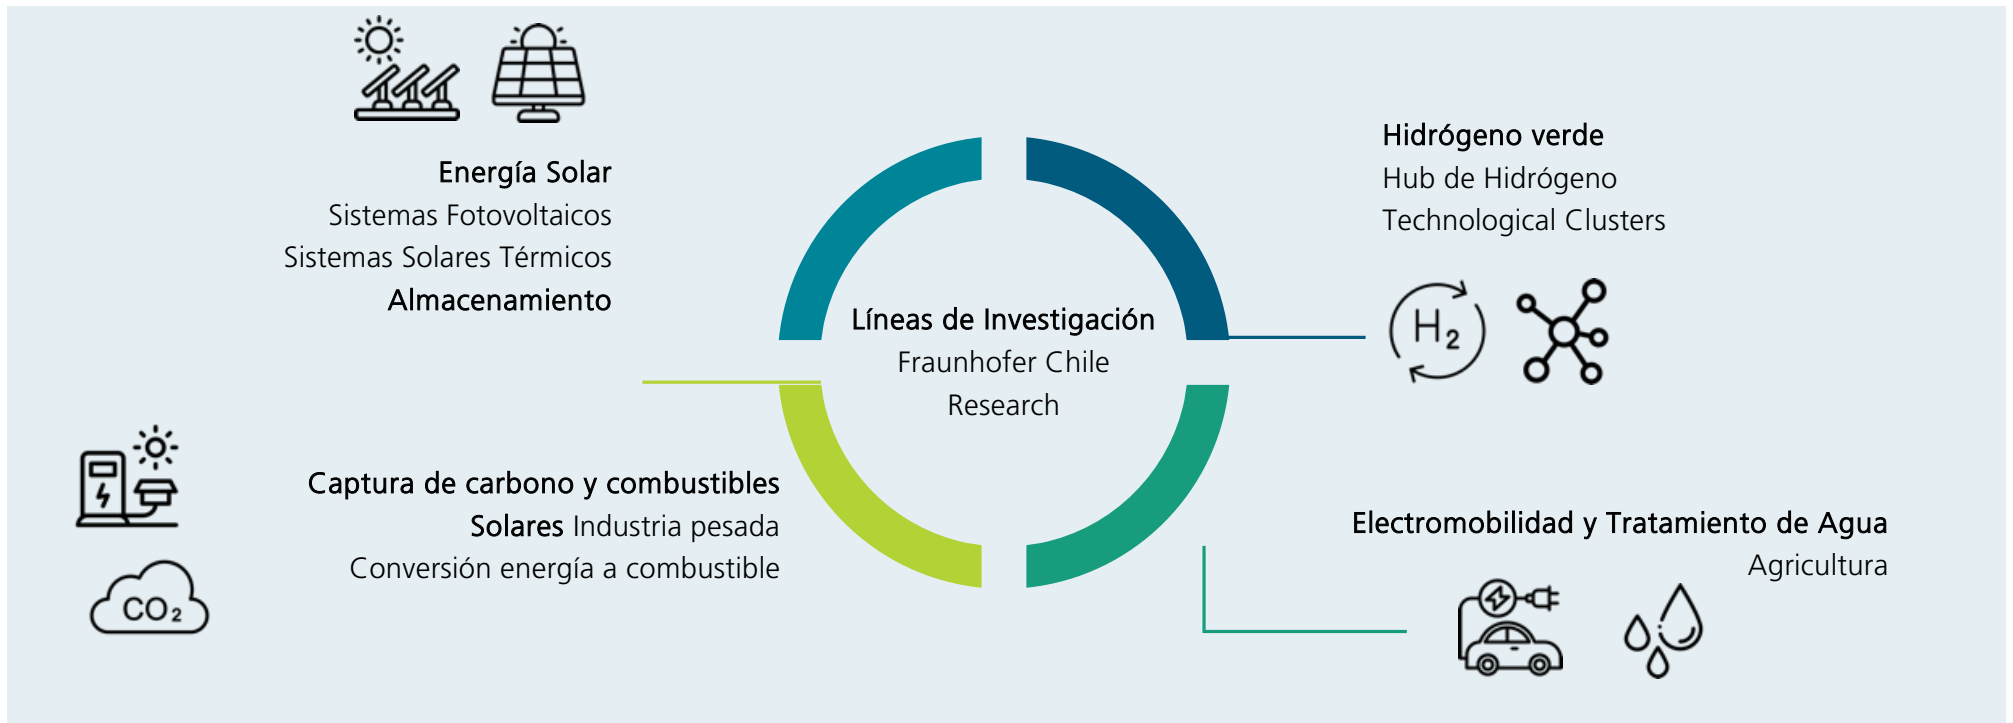 Energía Solar
Sistemas Fotovoltaicos
Sistemas Solares Térmicos
Almacenamiento
Hidrógeno verde
Hub de Hidrógeno
Technological Clusters
H2
Líneas de Investigación
Fraunhofer Chile
Research
Captura de carbono y combustibles
Solares Industria pesada
Conversión energía a combustible
CO2
Electromobilidad y Tratamiento de Agua
Agricultura